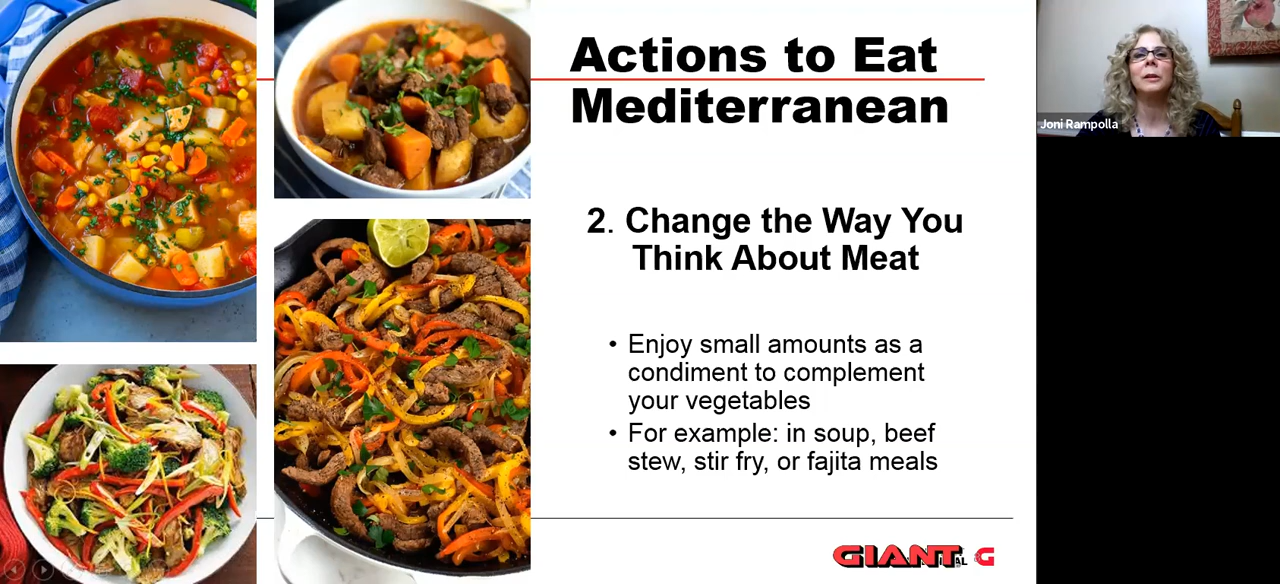 Actions to Eat
Mediterranean
2. Change the Way You
Think About Meat
• Enjoy small amounts as a
condiment to complement
your vegetables
• For example: in soup, beef
stew, stir fry, or fajita meals
GIANT
G
Joni Rampolla